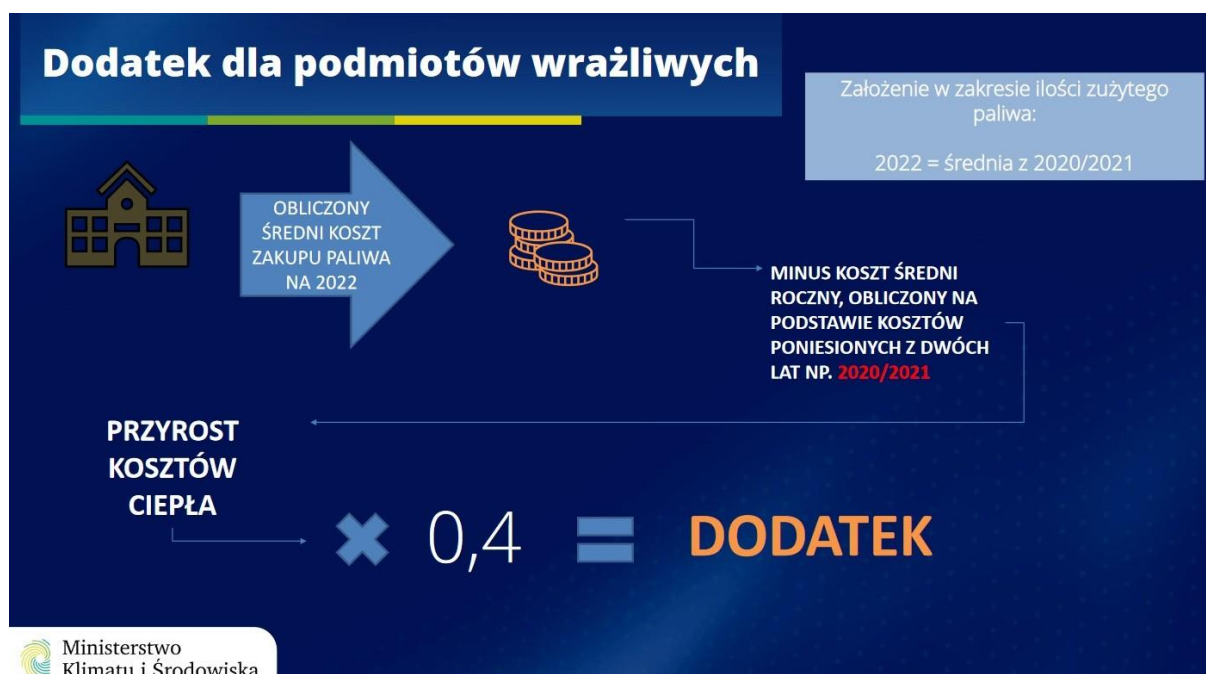 Dodatek dla podmiotów wrażliwych
Założenie w zakresie ilości zużytego
paliwa:
2022 = średnia z 2020/2021
OBLICZONY
ŚREDNI KOSZT
ZAKUPU PALIWA
NA 2022
MINUS KOSZT ŚREDNI
ROCZNY, OBLICZONY NA
PODSTAWIE KOSZTÓW
PONIESIONYCH Z DWÓCH
LAT NP. 2020/2021
PRZYROST
KOSZTÓW
CIEPŁA
× 0,4 = DODATEK
Ministerstwo
Klimatu i Środowiska